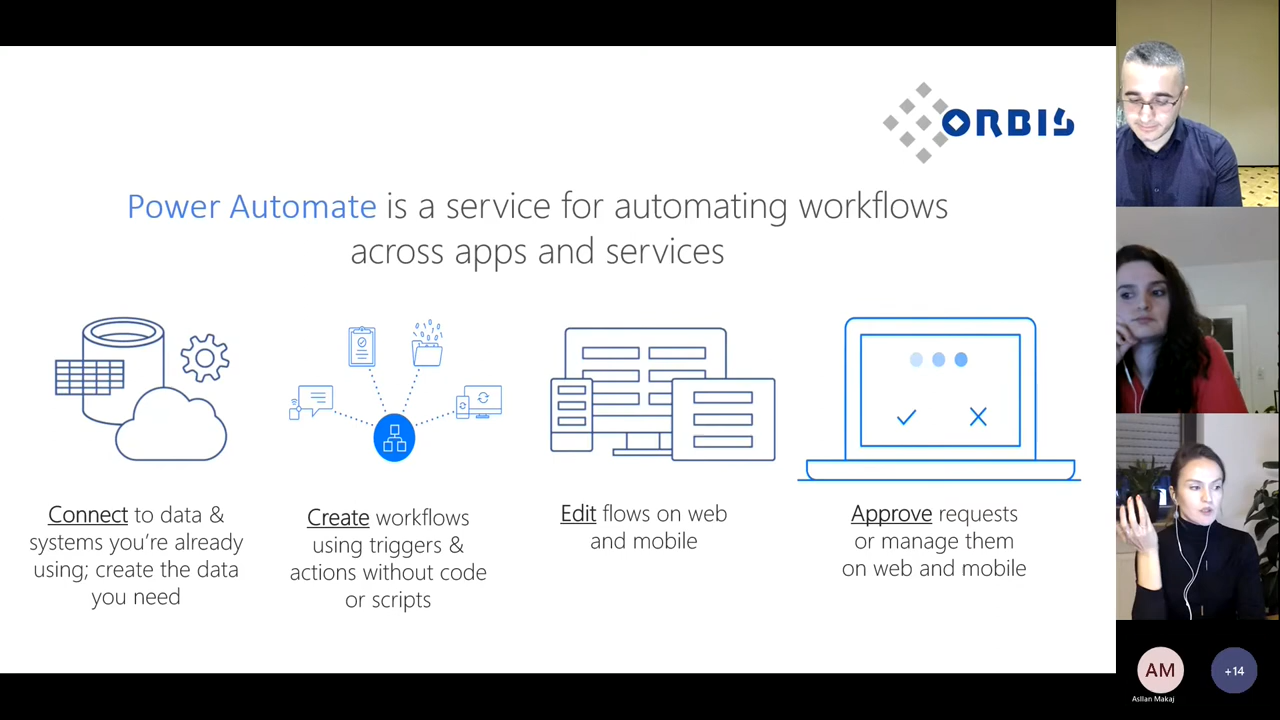 ORBIS
Power Automate is a service for automating workflows
across apps and services
Connect to data &
systems you’re already
using; create the data
you need
Create workflows
using triggers &
actions without code
or scripts
Edit flows on web
and mobile
Approve requests
or manage them
on web and mobile
AM
+14
Asllan Makaj